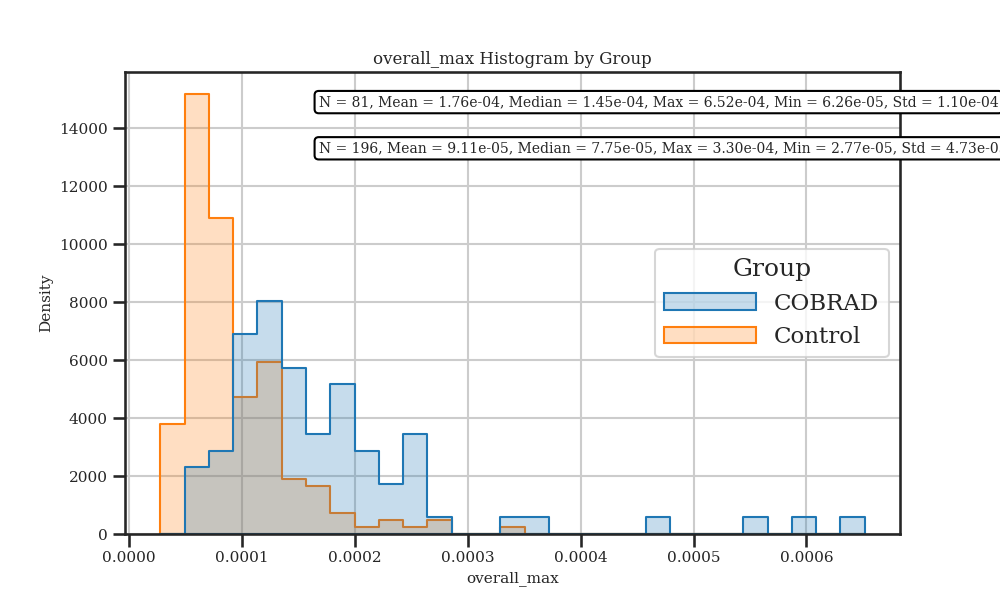 overall_max Histogram by Group
N = 81, Mean = 1.76e-04, Median = 1.45e-04, Max = 6.52e-04, Min = 6.26e-05, Std = 1.10e-04
N = 196, Mean = 9.11e-05, Median = 7.75e-05, Max = 3.30e-04, Min = 2.77e-05, Std = 4.73e-0
14000
12000
10000
8000
6000
4000
2000
0
Density
Group
COBRAD
Control
0.0000 0.0001 0.0002 0.0003 0.0004 0.0005 0.0006
overall_max